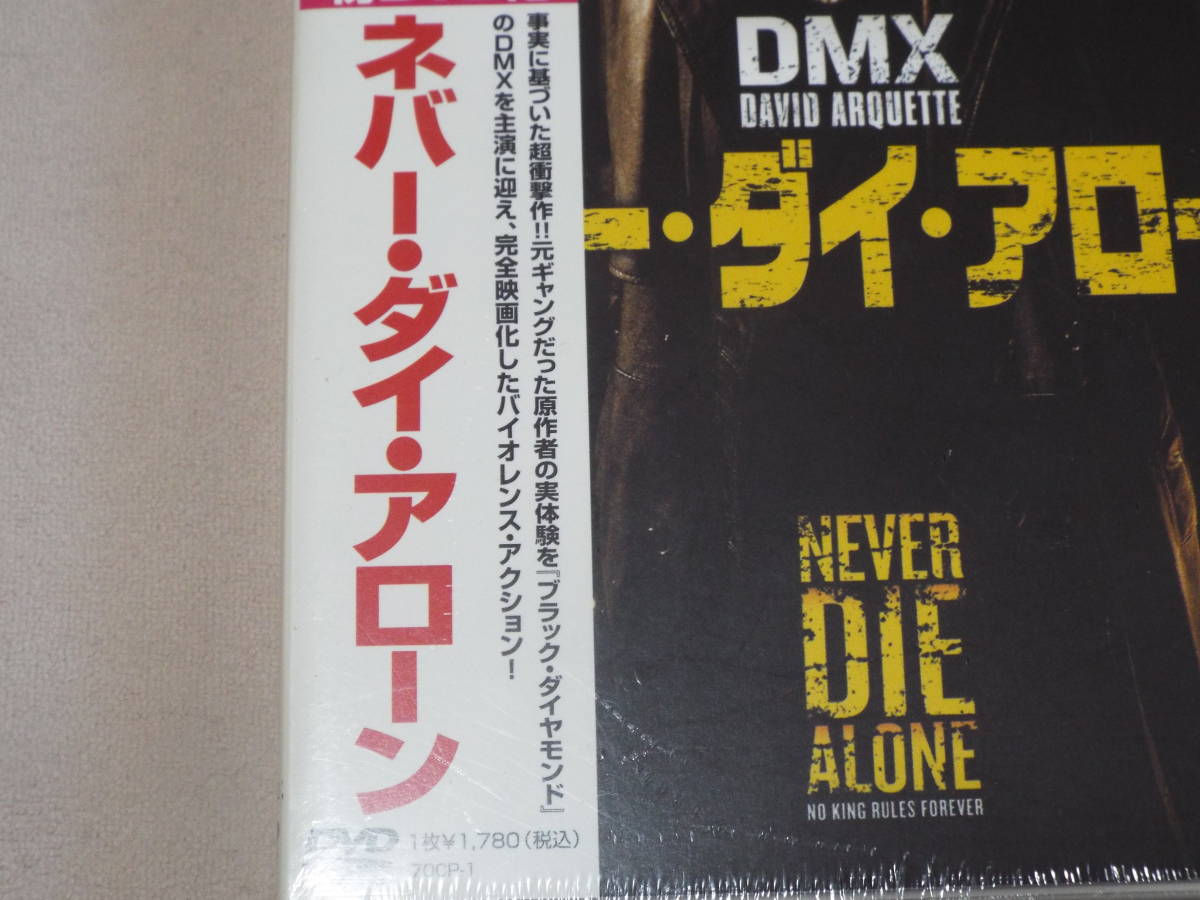 ネバー・ダイ・アローン
事実に基づいた超衝撃作!!元ギャングだった原作者の実体験を『ブラック・ダイヤモンド』
のDMXを主演に迎え、完全映画化したバイオレンス・アクション!
DVD 1枚¥1,780(税込)
70CP-1
DMX
DAVID ARQUETTE
ー・ダイ・アロー
NEVER
DIE
ALONE
NO KING RULES FOREVER